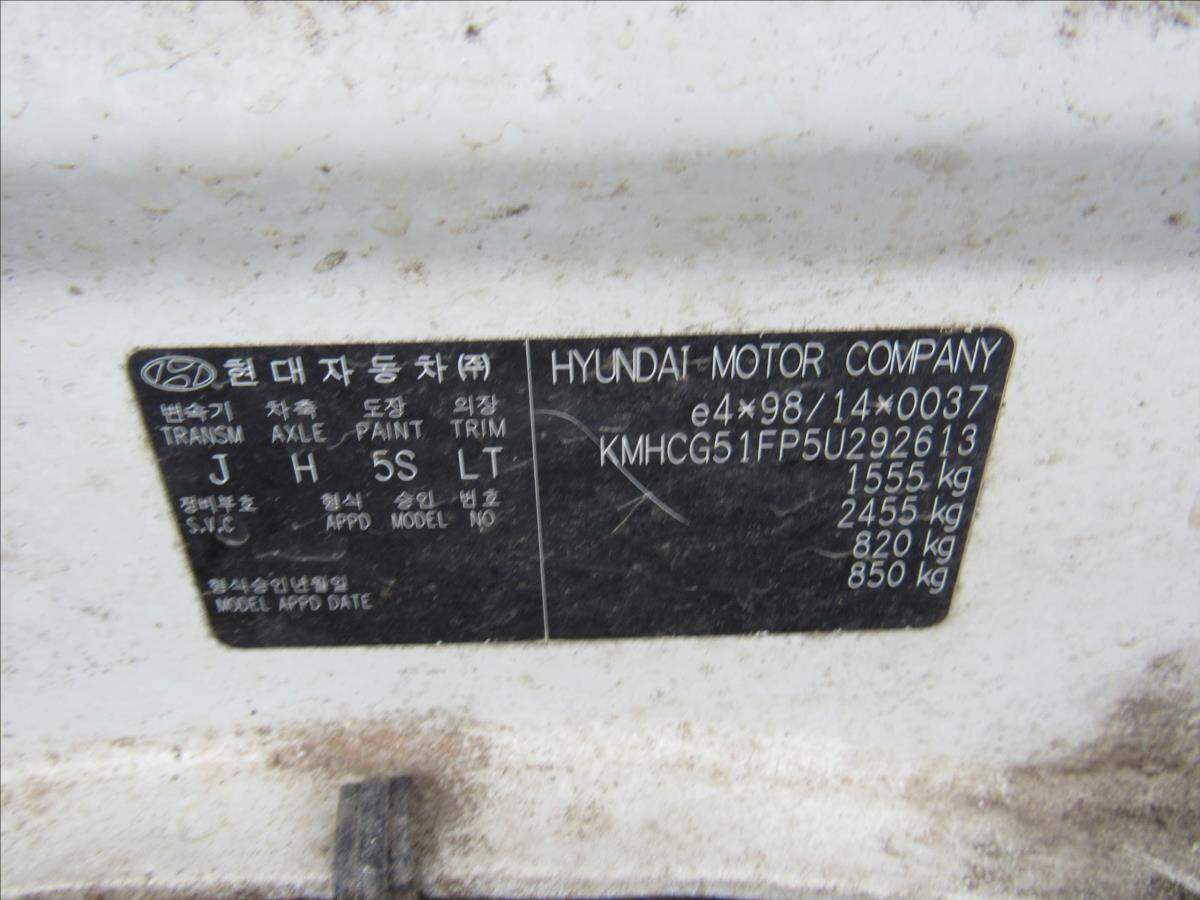 현대자동차㈜
변속기 차축 도장 의장
TRANSM AXLE PAINT TRIM
J H 5S LT
정비부호 형식 승인 번호
S.V.C APPD MODEL NO
형식승인년월일
MODEL APPD DATE
HYUNDAI MOTOR COMPANY
e4*98/14*0037
KMHCG51FP5U292613
1555 kg
2455 kg
820 kg
850 kg